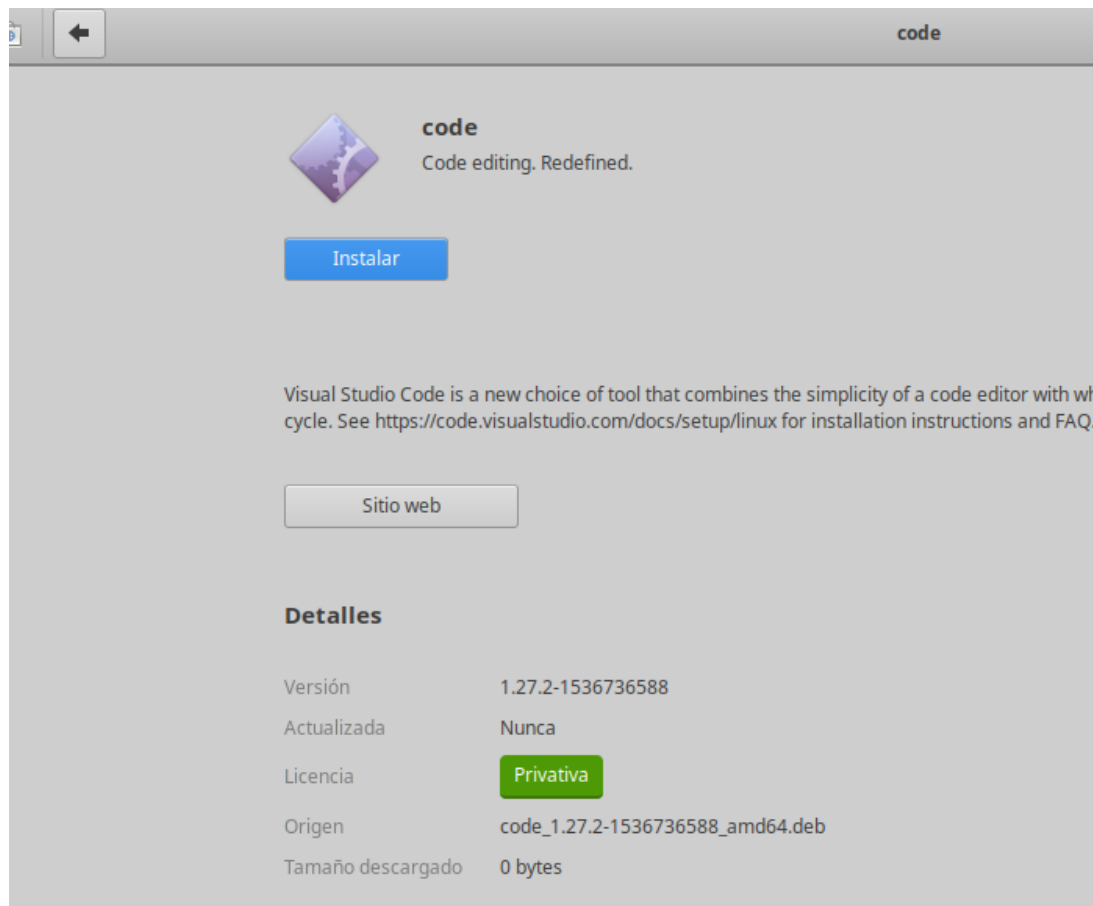 code
code
Code editing. Redefined.
Instalar
Visual Studio Code is a new choice of tool that combines the simplicity of a code editor with
cycle. See https://code.visualstudio.com/docs/setup/linux for installation instructions and FAQ
Sitio web
Detalles
Versión 1.27.2-1536736588
Actualizada Nunca
Licencia Privativa
Origen code_1.27.2-1536736588_amd64.deb
Tamaño descargado 0 bytes